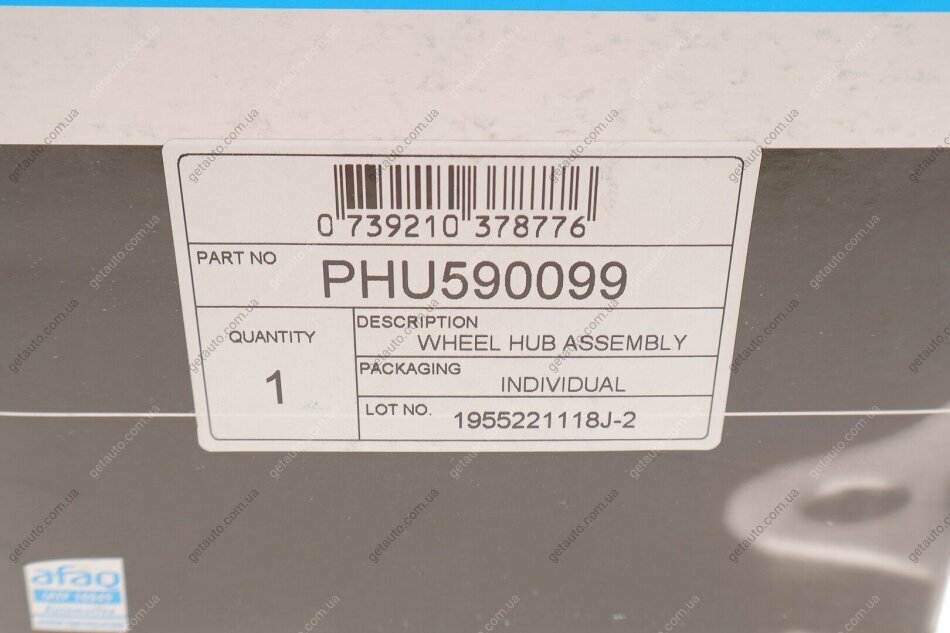 0 739210 378776
PART NO
PHU590099
QUANTITY
1
DESCRIPTION
WHEEL HUB ASSEMBLY
PACKAGING
INDIVIDUAL
LOT NO.
1955221118J-2
afaq
getauto.com.ua